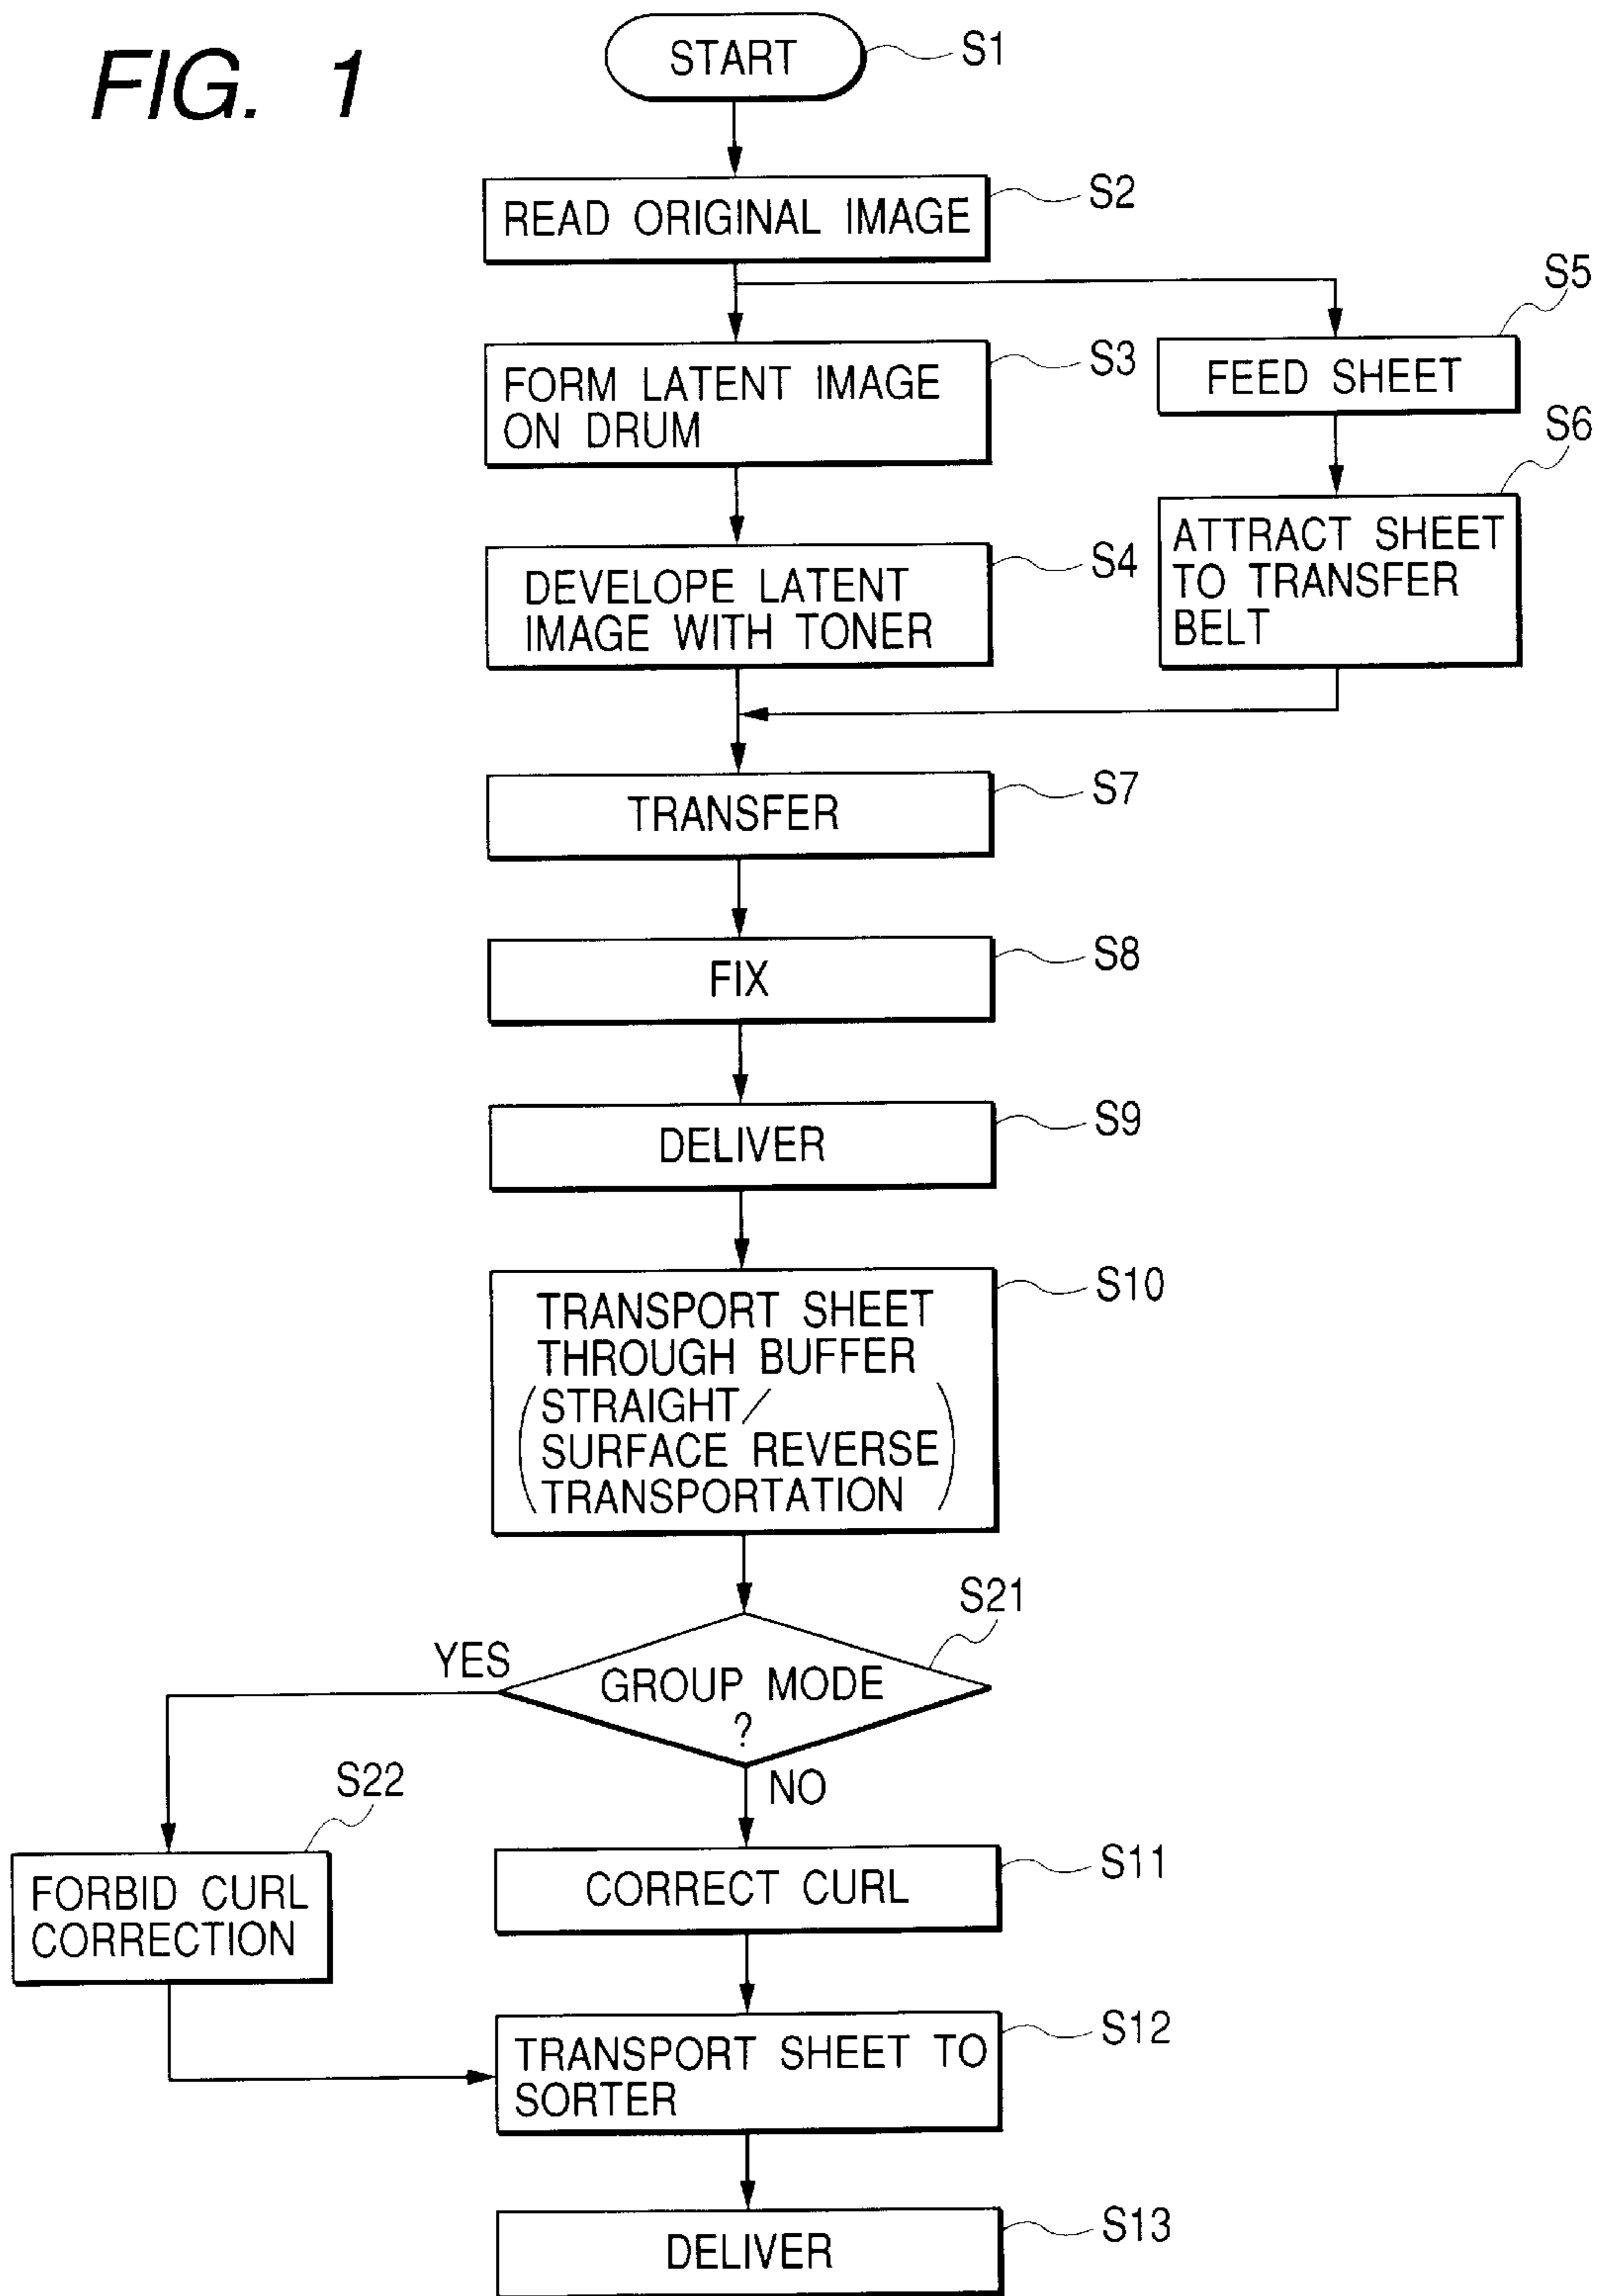 FIG. 1
START
S1
READ ORIGINAL IMAGE
S2
FORM LATENT IMAGE
ON DRUM
S3
FEED SHEET
S5
DEVELOPE LATENT
IMAGE WITH TONER
S4
ATTRACT SHEET
TO TRANSFER
BELT
S6
TRANSFER
S7
FIX
S8
DELIVER
S9
TRANSPORT SHEET
THROUGH BUFFER
(STRAIGHT/
SURFACE REVERSE
TRANSPORTATION)
S10
GROUP MODE
?
S21
YES
NO
FORBID CURL
CORRECTION
S22
CORRECT CURL
S11
TRANSPORT SHEET TO
SORTER
S12
DELIVER
S13